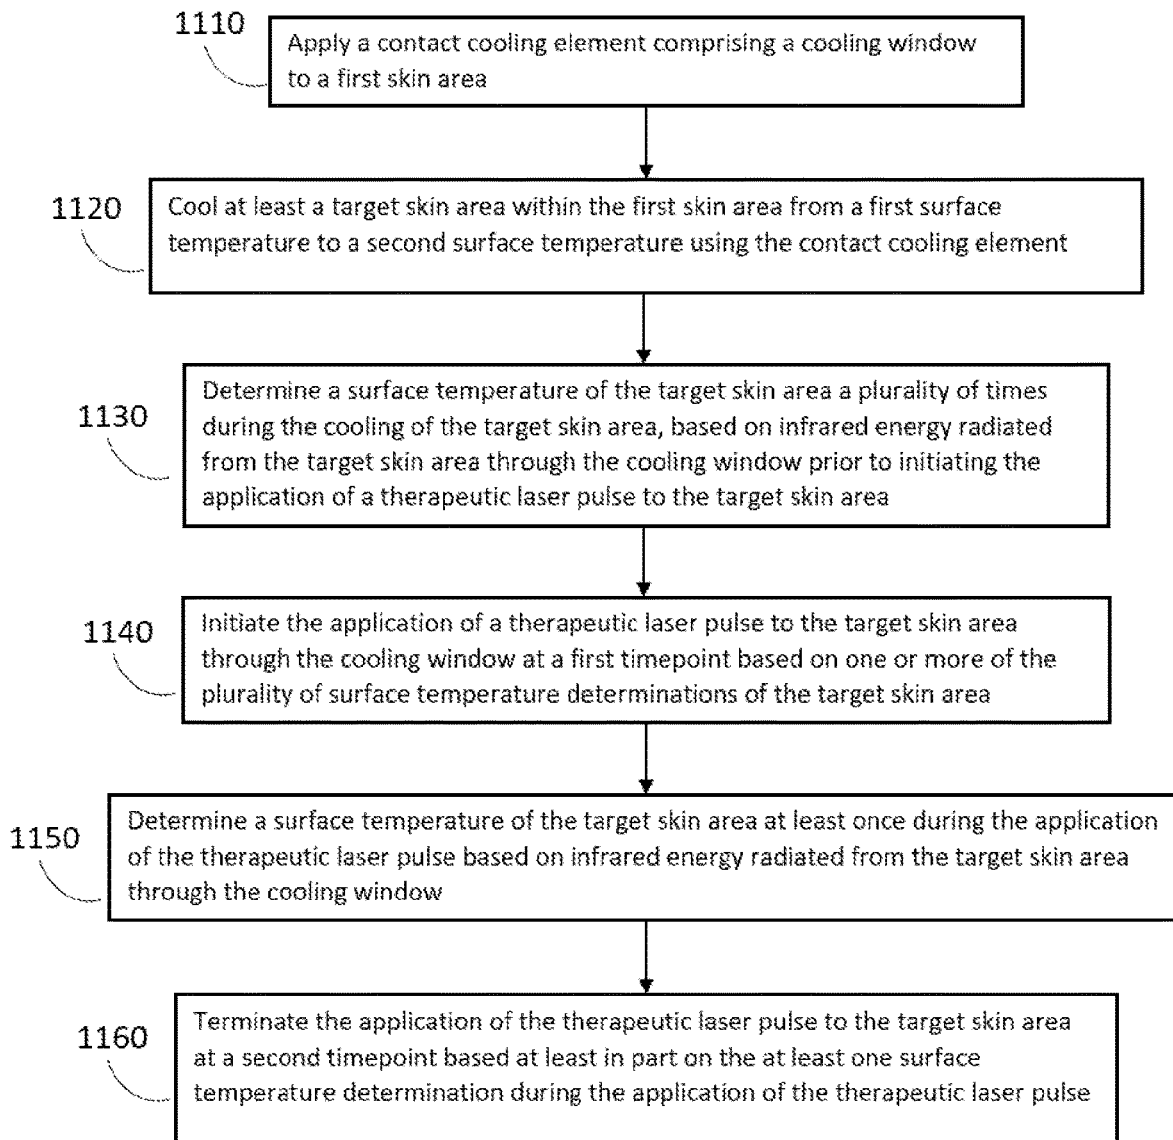 1110
Apply a contact cooling element comprising a cooling window
to a first skin area
1120
Cool at least a target skin area within the first skin area from a first surface
temperature to a second surface temperature using the contact cooling element
1130
Determine a surface temperature of the target skin area a plurality of times
during the cooling of the target skin area, based on infrared energy radiated
from the target skin area through the cooling window prior to initiating the
application of a therapeutic laser pulse to the target skin area
1140
Initiate the application of a therapeutic laser pulse to the target skin area
through the cooling window at a first timepoint based on one or more of the
plurality of surface temperature determinations of the target skin area
1150
Determine a surface temperature of the target skin area at least once during the application
of the therapeutic laser pulse based on infrared energy radiated from the target skin area
through the cooling window
1160
Terminate the application of the therapeutic laser pulse to the target skin area
at a second timepoint based at least in part on the at least one surface
temperature determination during the application of the therapeutic laser pulse